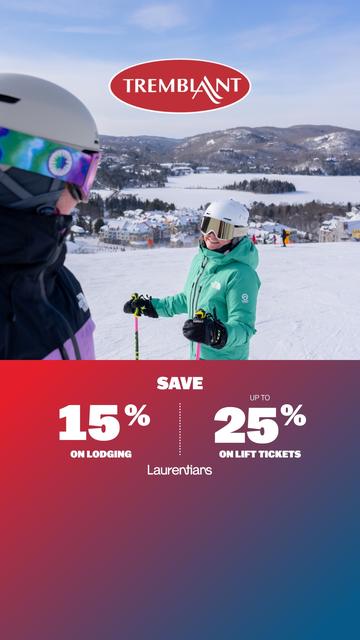 TREMBLANT
SAVE
15%
ON LODGING
UP TO
25%
ON LIFT TICKETS
Laurentians